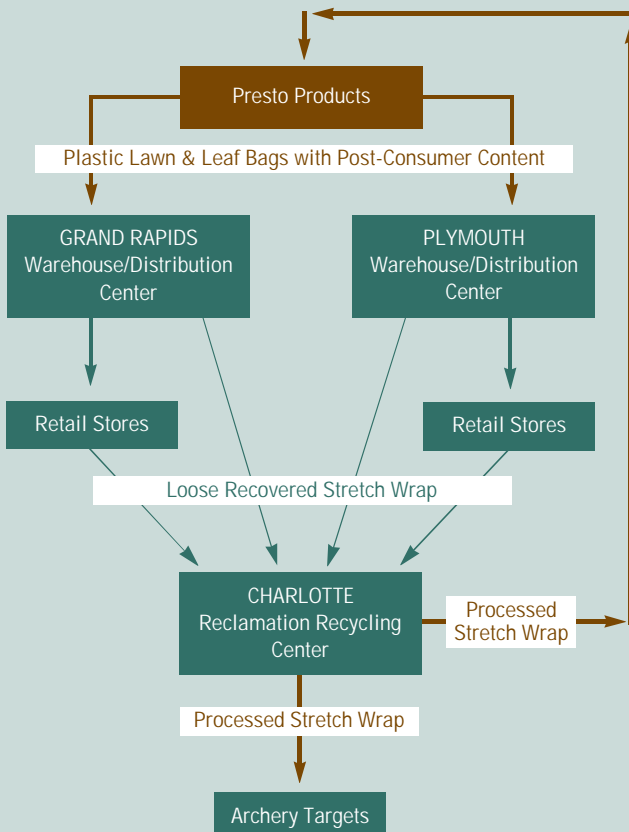 Presto Products
Plastic Lawn & Leaf Bags with Post-Consumer Content
GRAND RAPIDS
Warehouse/Distribution
Center
PLYMOUTH
Warehouse/Distribution
Center
Retail Stores
Retail Stores
Loose Recovered Stretch Wrap
CHARLOTTE
Reclamation Recycling
Center
Processed
Stretch Wrap
Processed Stretch Wrap
Archery Targets